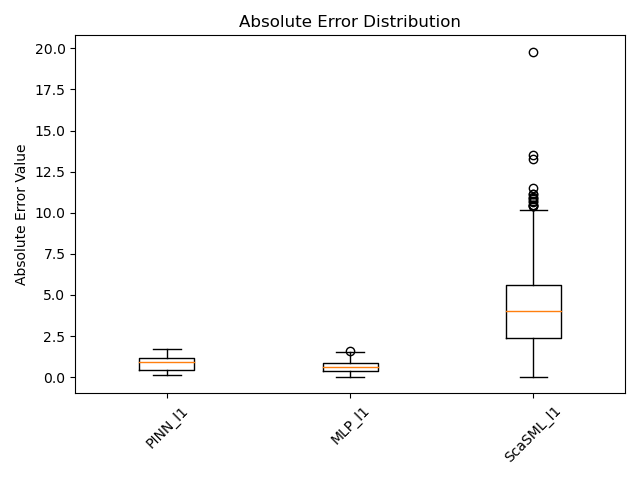 Absolute Error Distribution
20.0
17.5
15.0
12.5
10.0
7.5
5.0
2.5
0.0
Absolute Error Value
PINN_l1
MLP_l1
ScaSML_l1